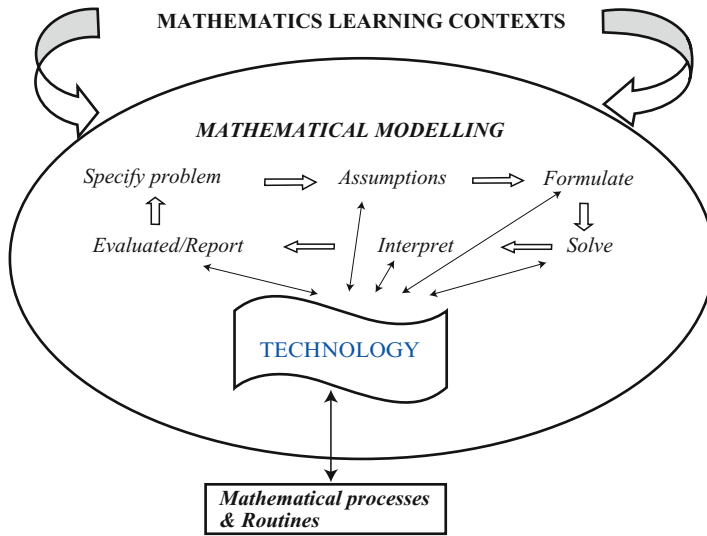 MATHEMATICS LEARNING CONTEXTS
MATHEMATICAL MODELLING
Specify problem
Assumptions
Formulate
Evaluated/Report
Interpret
Solve
TECHNOLOGY
Mathematical processes
& Routines